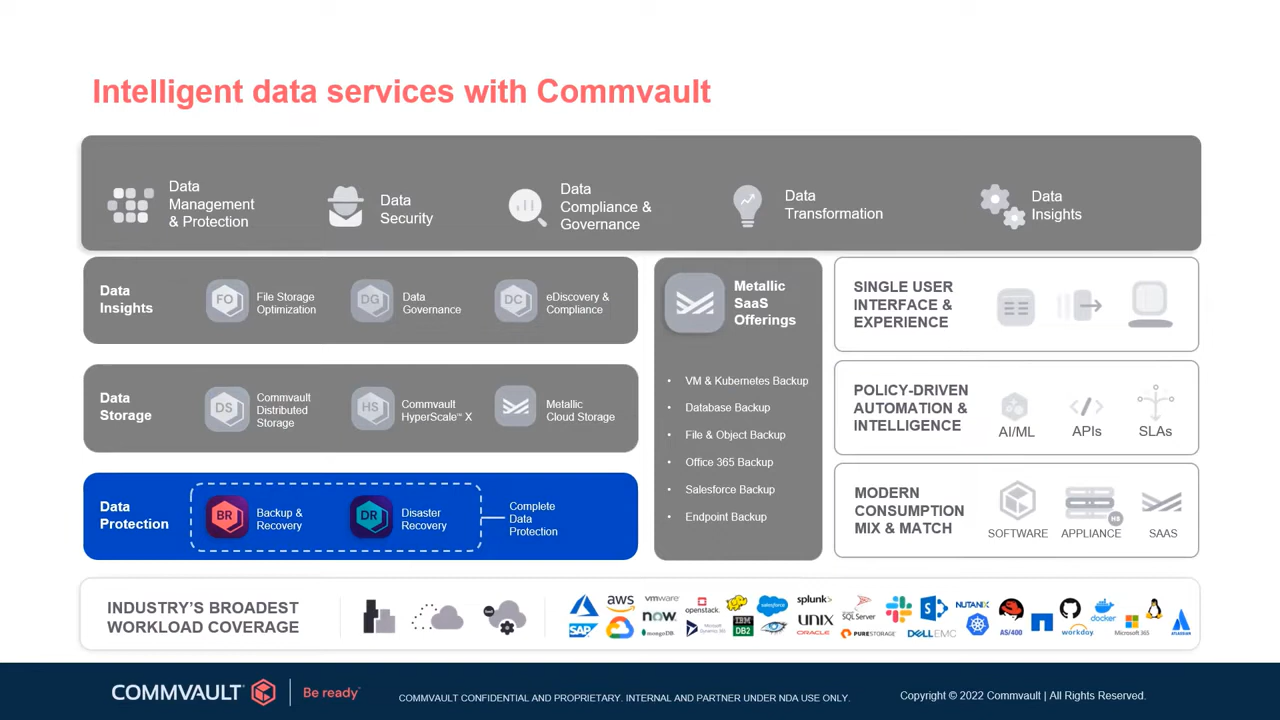 Intelligent data services with Commvault
Data
Management
& Protection
Data
Security
Data
Compliance &
Governance
Data
Transformation
Data
Insights
Data
Insights
FO
File Storage
Optimization
DG
Data
Governance
DC
eDiscovery &
Compliance
Data
Storage
DS
Commvault
Distributed
Storage
HS
Commvault
HyperScale™ X
Metallic
Cloud Storage
Data
Protection
BR
Backup &
Recovery
DR
Disaster
Recovery
Complete
Data
Protection
Metallic
SaaS
Offerings
• VM & Kubernetes Backup
• Database Backup
• File & Object Backup
• Office 365 Backup
• Salesforce Backup
• Endpoint Backup
SINGLE USER
INTERFACE &
EXPERIENCE
POLICY-DRIVEN
AUTOMATION &
INTELLIGENCE
AI/ML
APIs
SLAs
MODERN
CONSUMPTION
MIX & MATCH
SOFTWARE
HS
APPLIANCE
SAAS
INDUSTRY'S BROADEST
WORKLOAD COVERAGE
SaaS
SAP
aws
vmware
now
mongoDB
openstack.
Microsoft
Dynamics 365
IBM
DB2
salesforce
splunk>
UNIX
ORACLE
SQL Server
PURESTORAGE
S
DELLEMC
NUTANIX
AS/400
workday
docker
Microsoft 365
ATLASSIAN
COMMVAULT
Be ready™
COMMVAULT CONFIDENTIAL AND PROPRIETARY. INTERNAL AND PARTNER UNDER NDA USE ONLY.
Copyright © 2022 Commvault | All Rights Reserved.